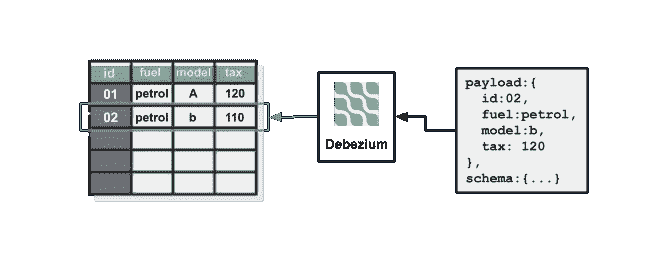 id fuel model tax
01 petrol A 120
02 petrol b 110
Debezium
payload:{
id:02,
fuel:petrol,
model:b,
tax: 120
},
schema:{...}